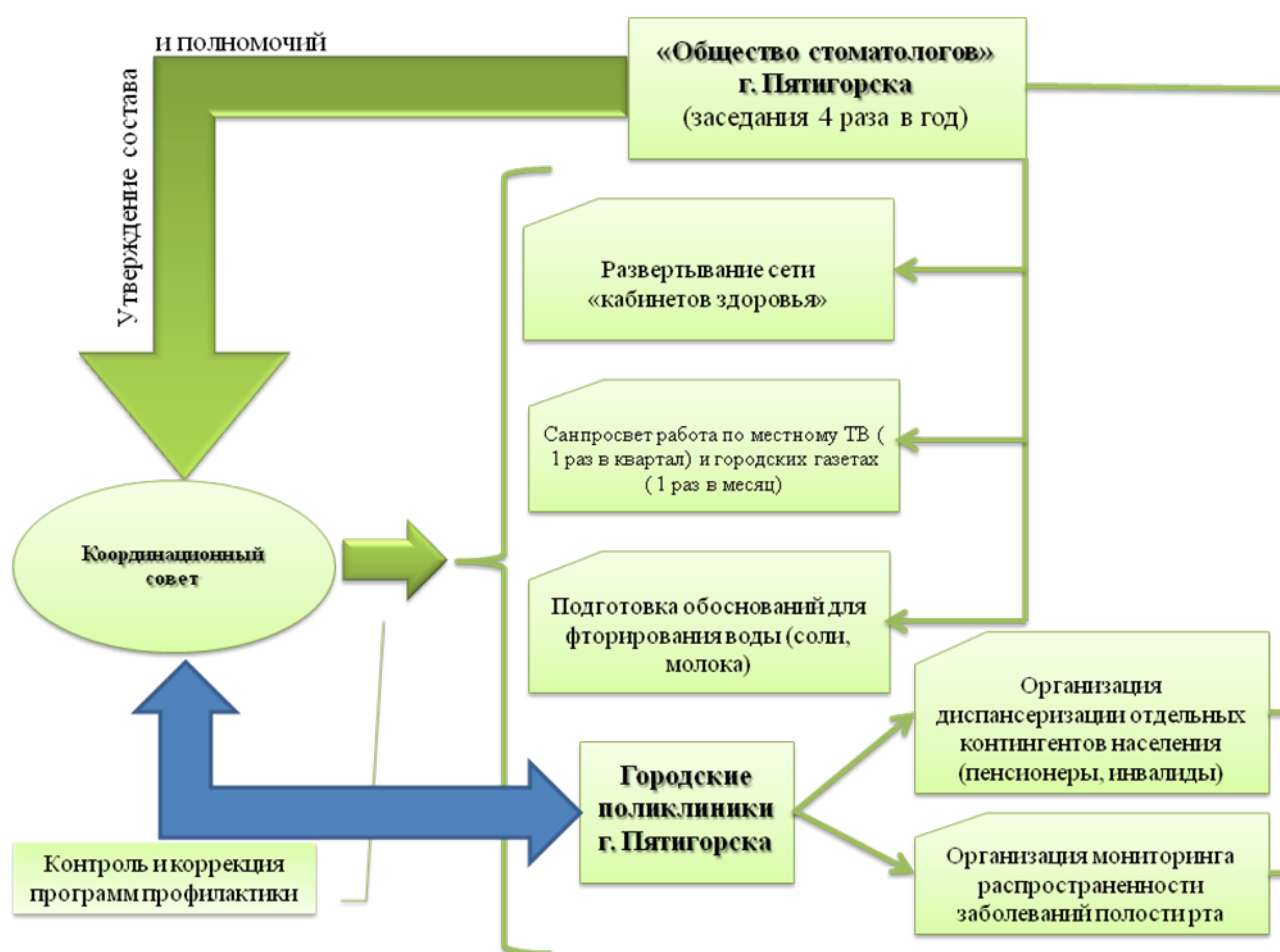 и полномочий
Утверждение состава
«Общество стоматологов»
г. Пятигорска
(заседания 4 раза в год)
Развертывание сети
«кабинетов здоровья»
Санпросвет работа по местному ТВ (
1 раз в квартал) и городских газетах
( 1 раз в месяц)
Координационный
совет
Подготовка обоснований для
фторирования воды (соли,
молока)
Организация
диспансеризации отдельных
контингентов населения
(пенсионеры, инвалиды)
Городские
поликлиники
г. Пятигорска
Контроль и коррекция
программ профилактики
Организация мониторинга
распространенности
заболеваний полости рта